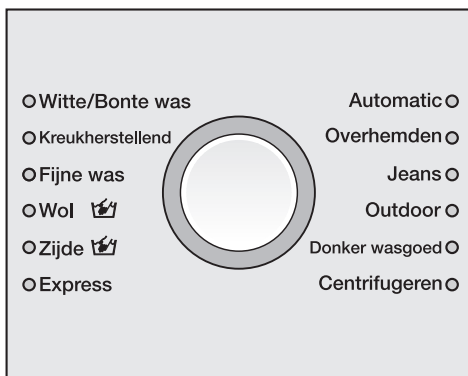 Witte/Bonte was
Kreukherstellend
Fijne was
Wol
Zijde
Express
Automatic
Overhemden
Jeans
Outdoor
Donker wasgoed
Centrifugeren